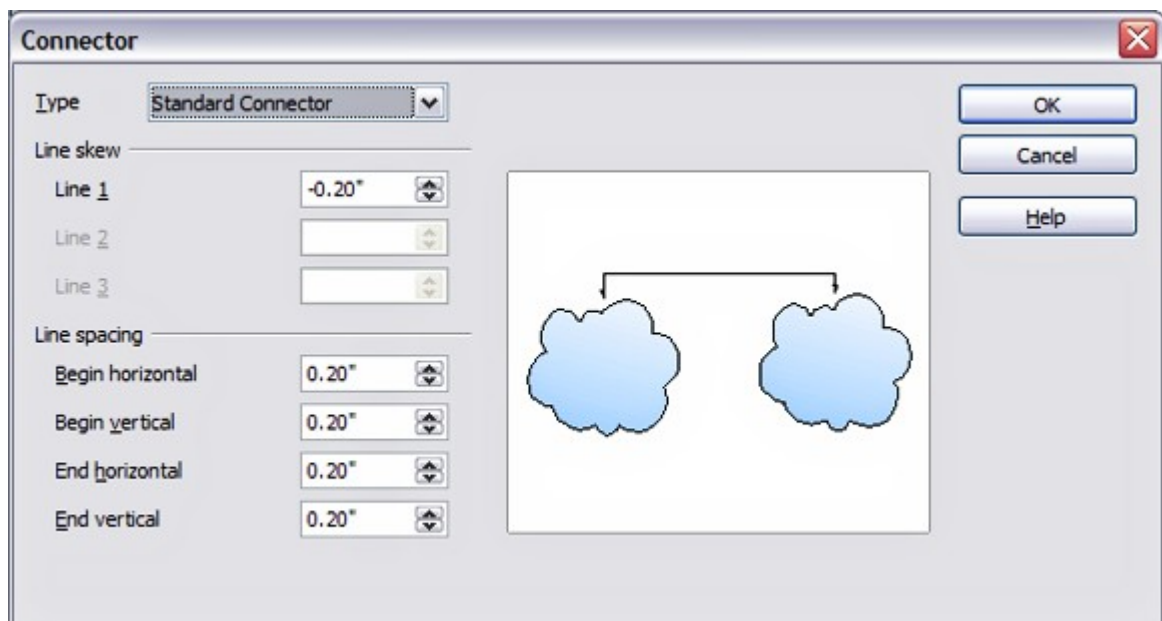 Connector
Type Standard Connector
OK
Cancel
Help
Line skew
Line 1 -0.20"
Line 2
Line 3
Line spacing
Begin horizontal 0.20"
Begin vertical 0.20"
End horizontal 0.20"
End vertical 0.20"